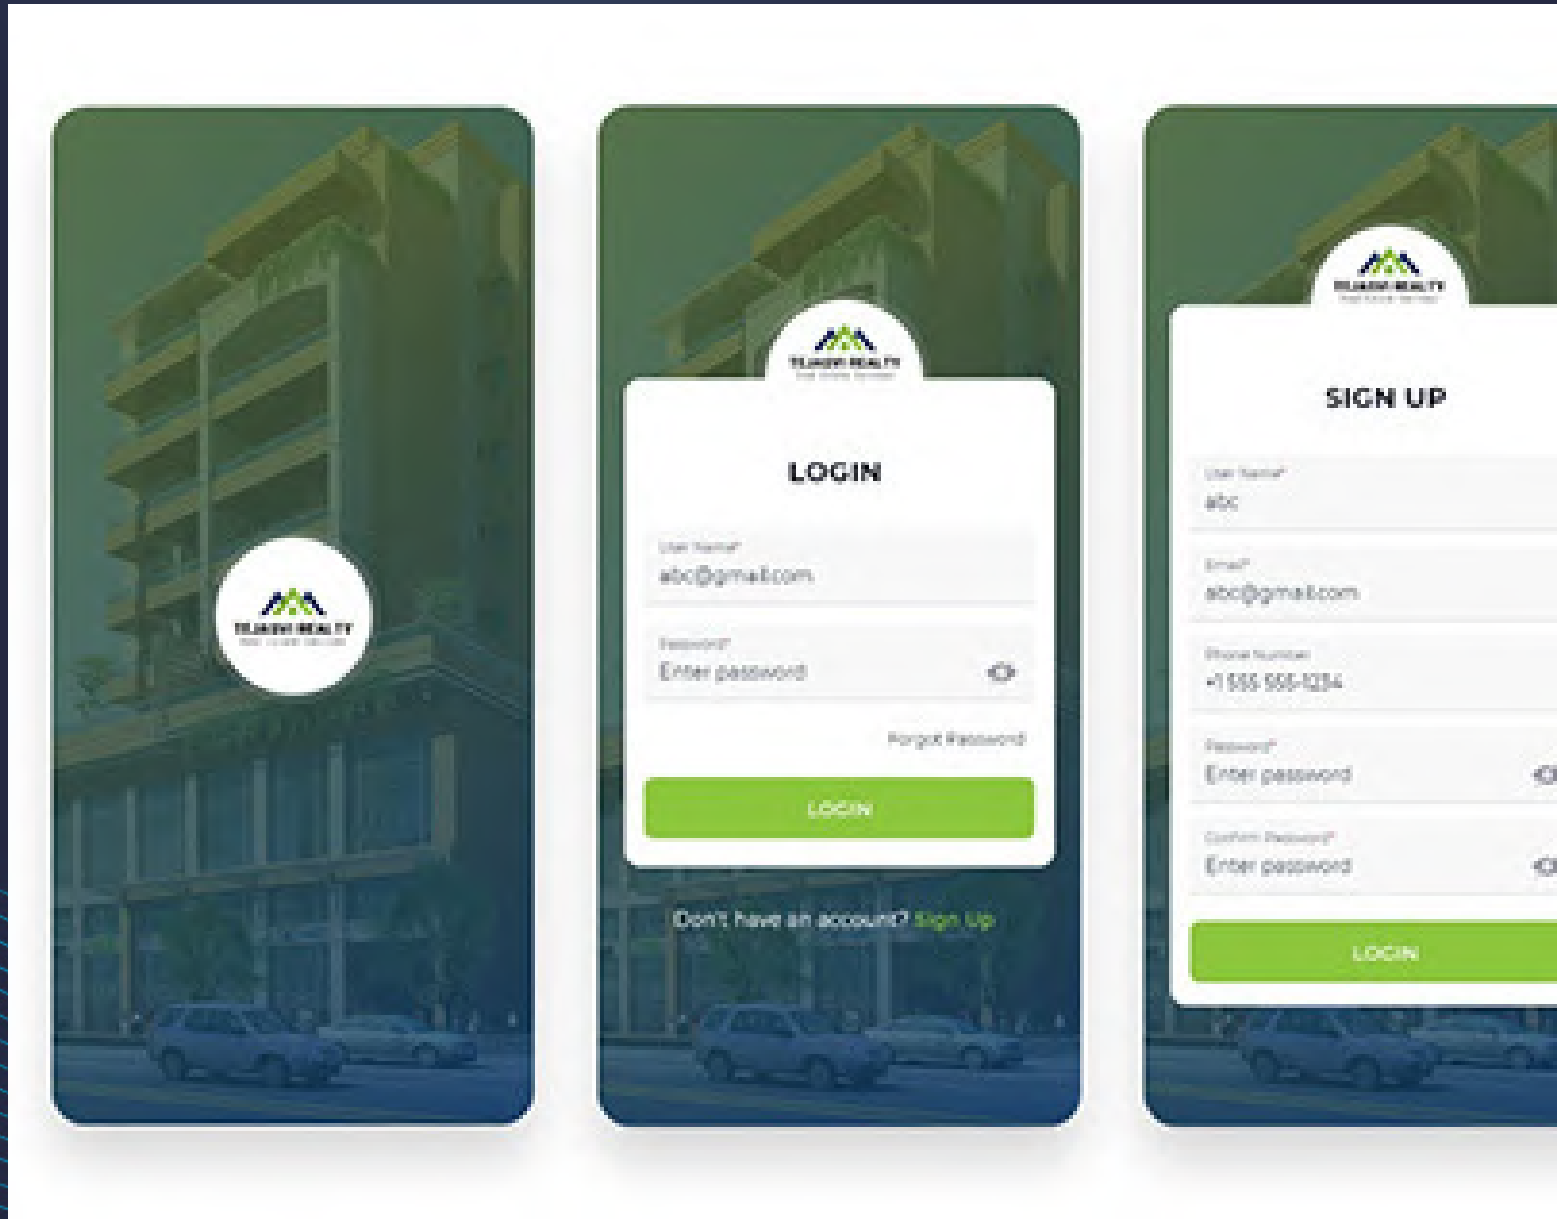 TEJASVI REALTY
TEJASVI REALTY
LOGIN
User Name*
abc@gmail.com
Password*
Enter password
Forgot Password
LOGIN
Don't have an account? Sign Up
TEJASVI REALTY
SIGN UP
User Name*
abc
Email*
abc@gmail.com
Phone Number
+1 555 555-1234
Password*
Enter password
Confirm Password*
Enter password
LOGIN